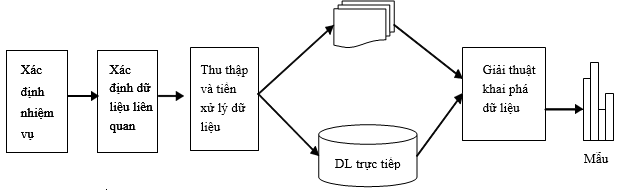 Xác
định
nhiệm
vụ
Xác
định dữ
liệu liên
quan
Thu thập
và tiền
xử lý dữ
liệu
DL trực tiếp
Giải thuật
khai phá
dữ liệu
Mẩu